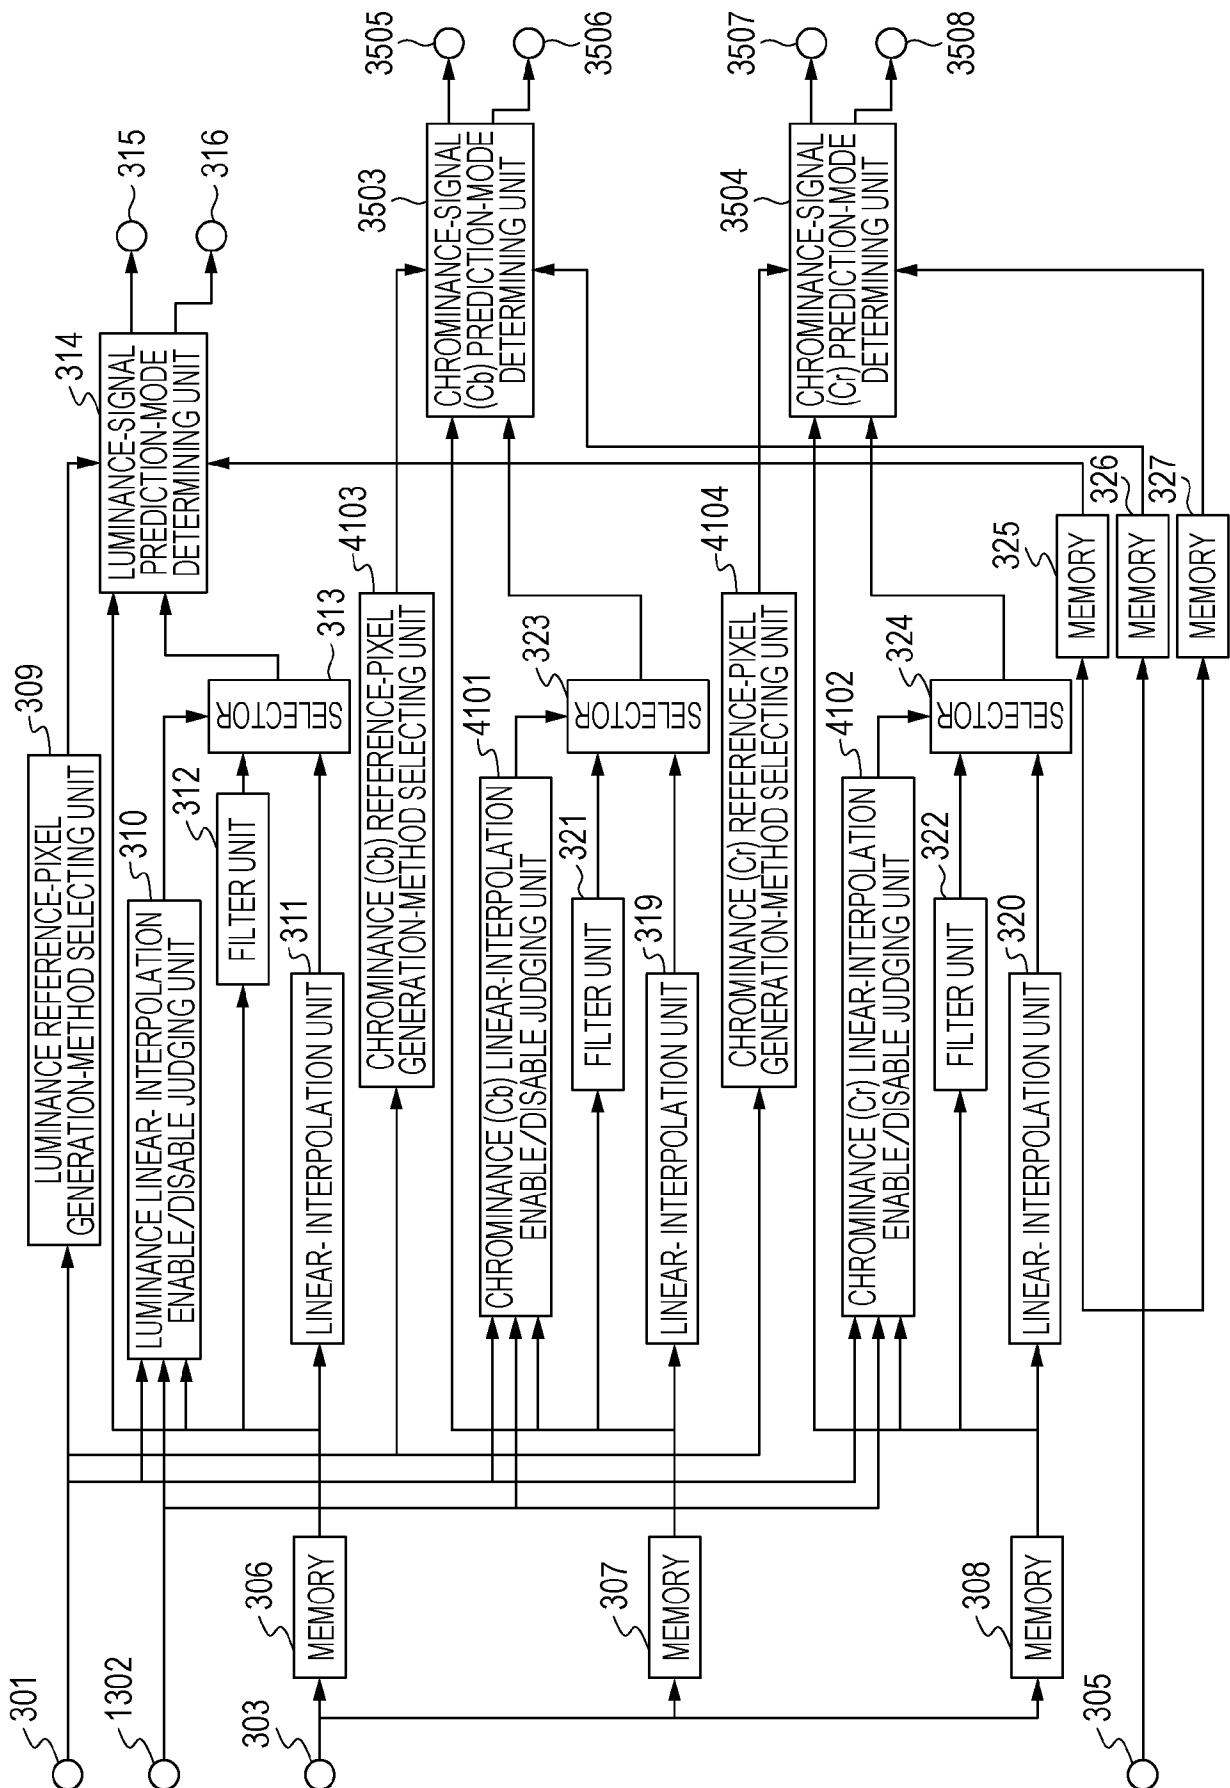 301
1302
303
305
306
MEMORY
307
MEMORY
308
MEMORY
309
LUMINANCE REFERENCE-PIXEL
GENERATION-METHOD SELECTING UNIT
310
LUMINANCE LINEAR- INTERPOLATION
ENABLE/DISABLE JUDGING UNIT
312
FILTER UNIT
311
LINEAR- INTERPOLATION UNIT
313
SELECTOR
314
LUMINANCE-SIGNAL
PREDICTION-MODE
DETERMINING UNIT
315
316
4103
CHROMINANCE (Cb) REFERENCE-PIXEL
GENERATION-METHOD SELECTING UNIT
4101
CHROMINANCE (Cb) LINEAR-INTERPOLATION
ENABLE/DISABLE JUDGING UNIT
321
FILTER UNIT
319
LINEAR- INTERPOLATION UNIT
323
SELECTOR
3503
CHROMINANCE-SIGNAL
(Cb) PREDICTION-MODE
DETERMINING UNIT
3505
3506
4104
CHROMINANCE (Cr) REFERENCE-PIXEL
GENERATION-METHOD SELECTING UNIT
4102
CHROMINANCE (Cr) LINEAR-INTERPOLATION
ENABLE/DISABLE JUDGING UNIT
322
FILTER UNIT
320
LINEAR- INTERPOLATION UNIT
324
SELECTOR
3504
CHROMINANCE-SIGNAL
(Cr) PREDICTION-MODE
DETERMINING UNIT
3507
3508
325
MEMORY
326
MEMORY
327
MEMORY